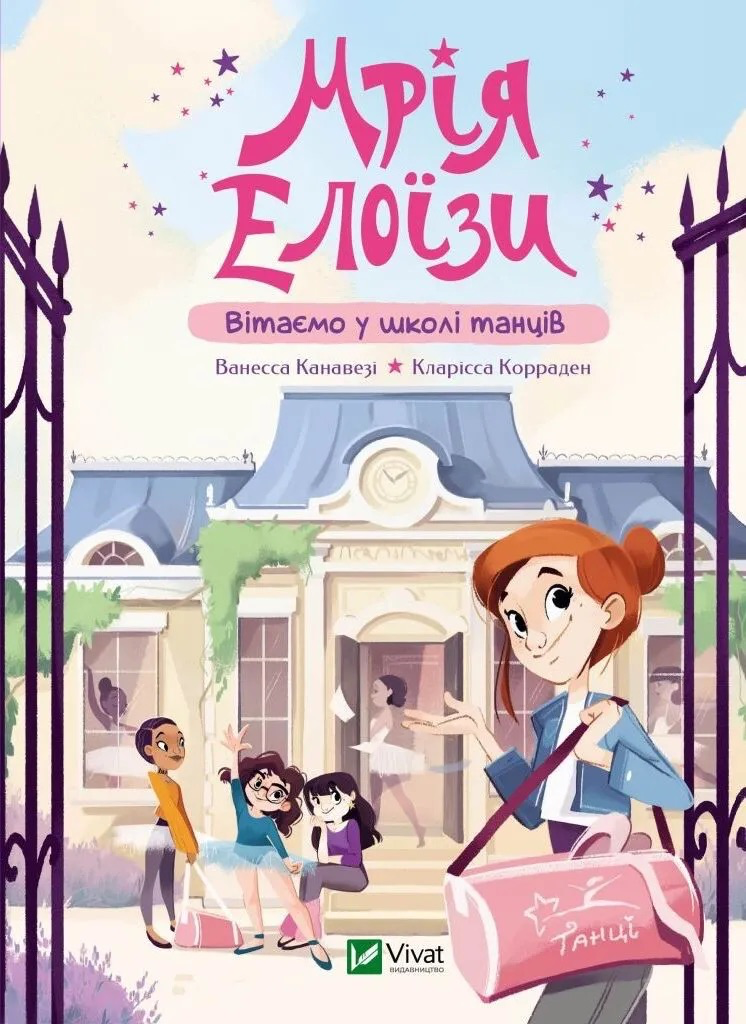 Мрія
Елоїзи
Вітаємо у школі танців
Ванесса Канавезі ★ Кларісса Корраден
Танці
Vivat
видавництво